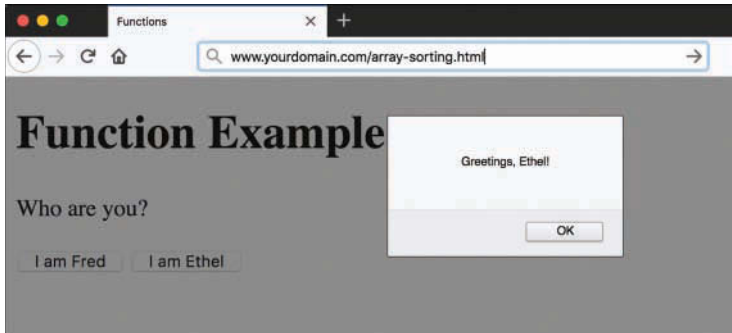 Functions
www.yourdomain.com/array-sorting.html
Function Example
Greetings, Ethel!
OK
Who are you?
I am Fred I am Ethel